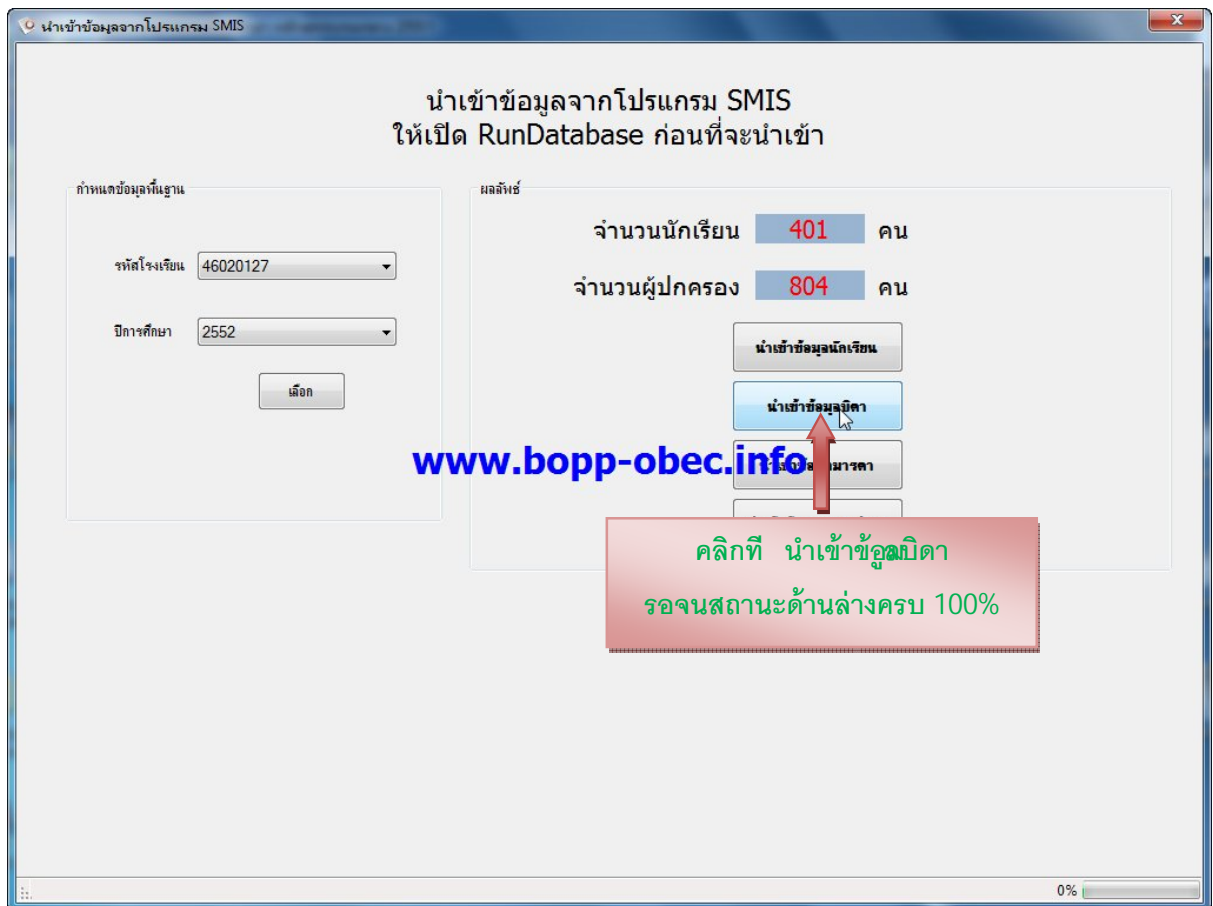 นำเข้าข้อมูลจากโปรแกรม SMIS
x
นำเข้าข้อมูลจากโปรแกรม SMIS
ให้เปิด RunDatabase ก่อนที่จะนำเข้า
กำหนดข้อมูลพื้นฐาน
รหัสโรงเรียน 46020127
ปีการศึกษา 2552
เลือก
ผลลัพธ์
จำนวนนักเรียน 401 คน
จำนวนผู้ปกครอง 804 คน
นำเข้าข้อมูลนักเรียน
นำเข้าข้อมูลบิดา
www.bopp-obec.info
คลิกที นำเข้าข้อมูลบิดา
รอจนสถานะด้านล่างครบ 100%
0%